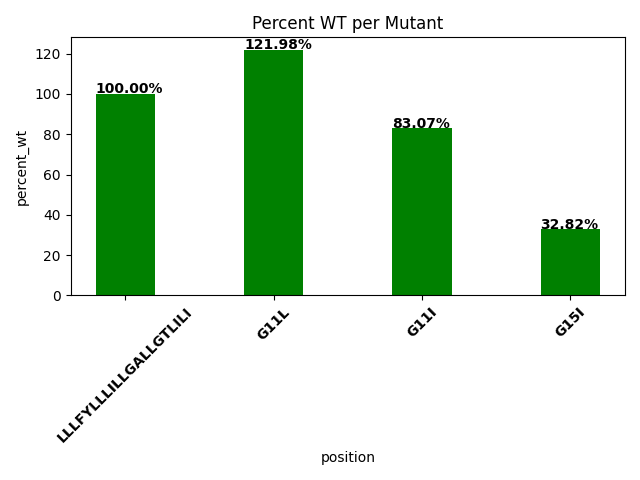 Percent WT per Mutant
percent_wt
120
100
80
60
40
20
0
100.00%
121.98%
83.07%
32.82%
LLLFYLLLILLGALLGTLILI
G11L
G11I
G15I
position